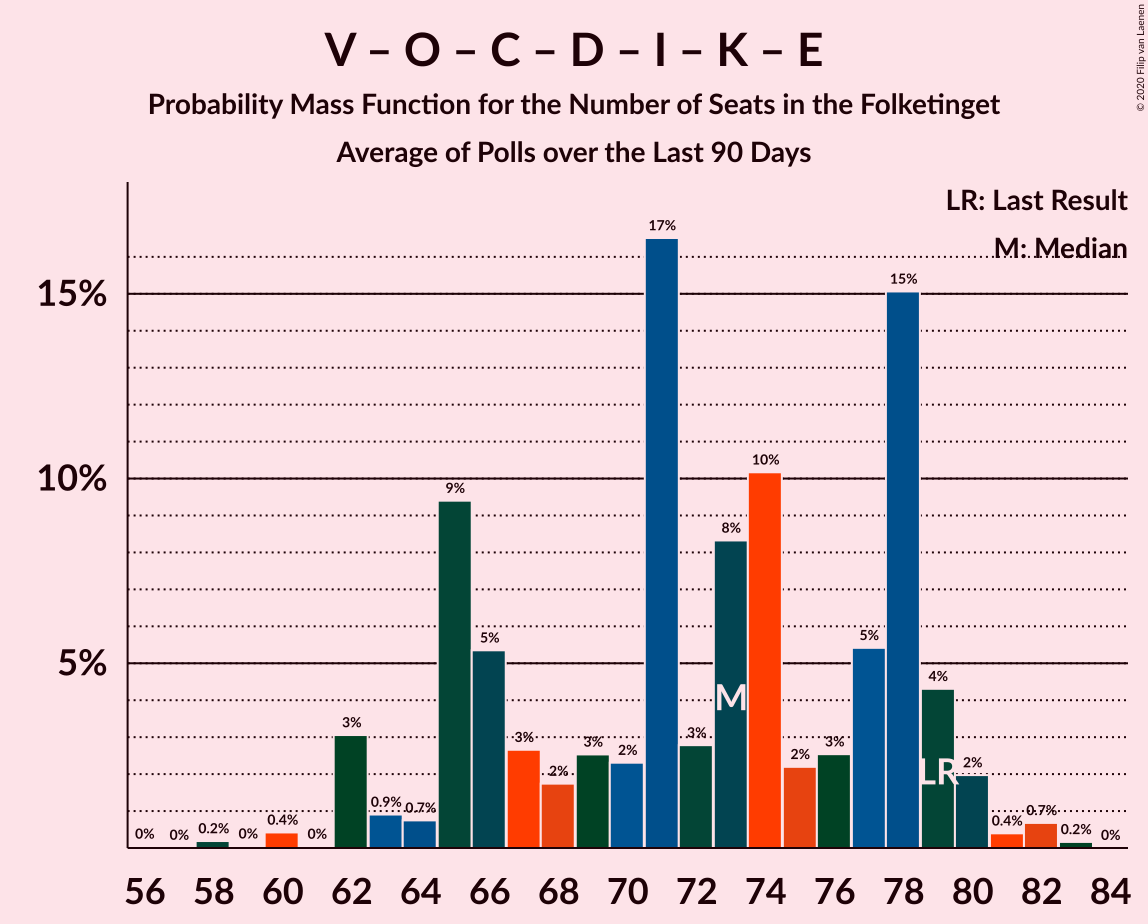 V – O – C – D – I – K – E
Probability Mass Function for the Number of Seats in the Folketinget
Average of Polls over the Last 90 Days
© 2020 Filip van Laenen
LR: Last Result
M: Median
15%
10%
5%
0% 0% 0.2% 0% 0.4% 0% 3% 0.9% 0.7% 9% 5% 3% 2% 3% 2% 17% 3% 8% 10% 2% 3% 5% 15% 4% 2% 0.4% 0.7% 0.2% 0%
M
LR
56 58 60 62 64 66 68 70 72 74 76 78 80 82 84